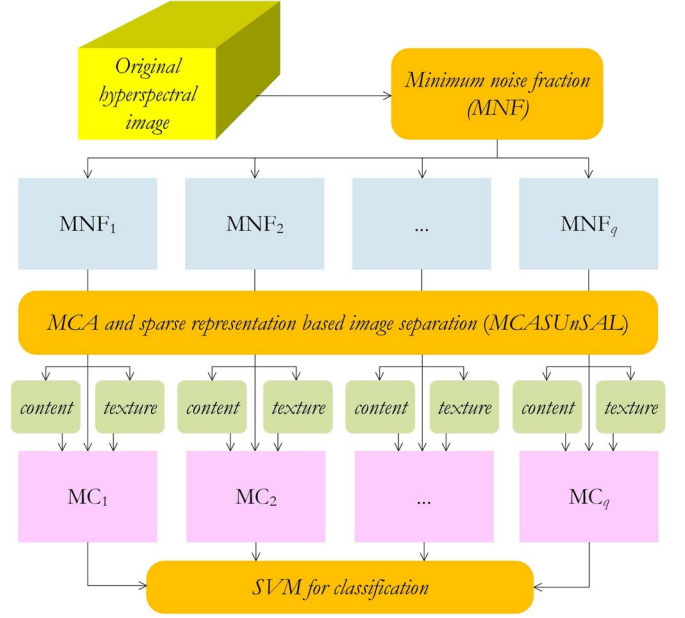 Original
hyperspectral
image
Minimum noise fraction
(MNF)
MNF₁ MNF₂ ... MNF𝑞
MCA and sparse representation based image separation (MCASUnSAL)
content texture content texture content texture content texture
MC₁ MC₂ ... MC𝑞
SVM for classification